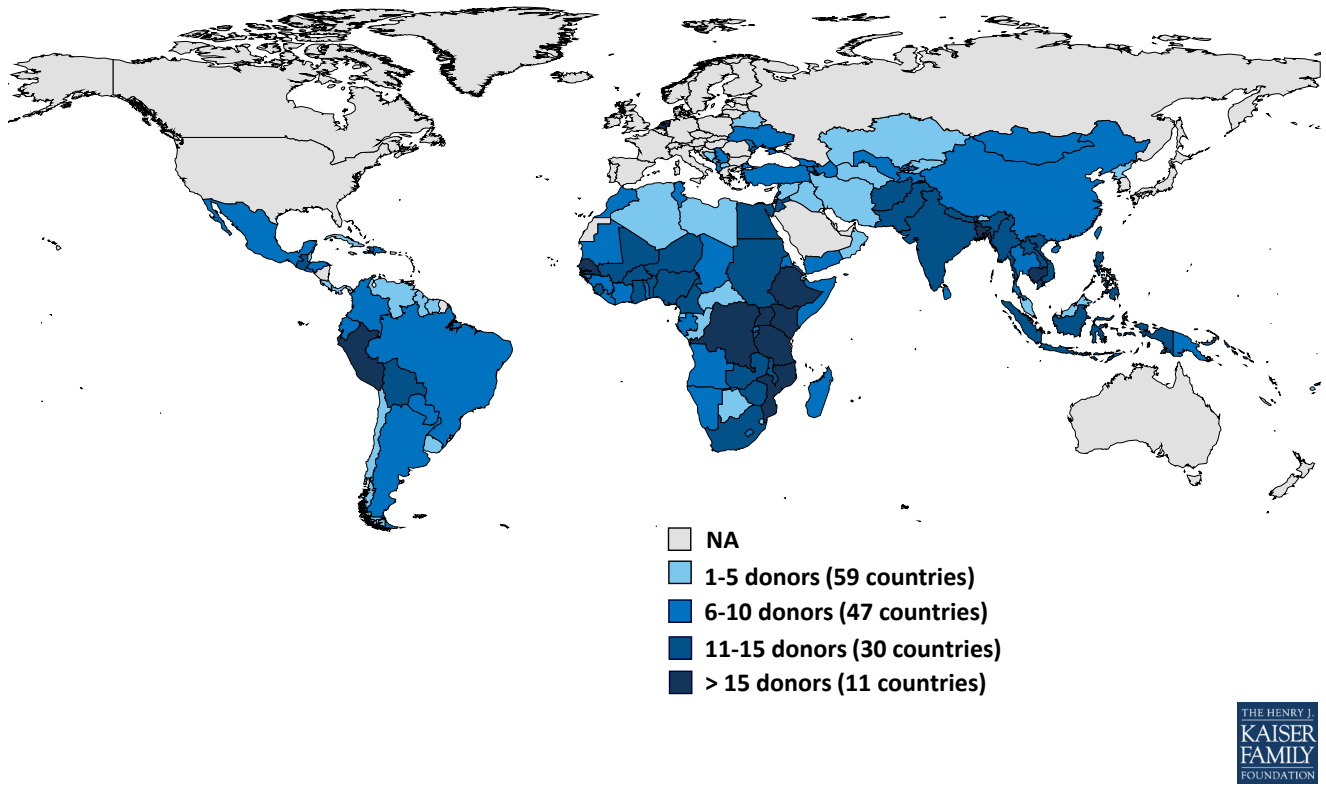 NA
1-5 donors (59 countries)
6-10 donors (47 countries)
11-15 donors (30 countries)
> 15 donors (11 countries)
THE HENRY J.
KAISER
FAMILY
FOUNDATION